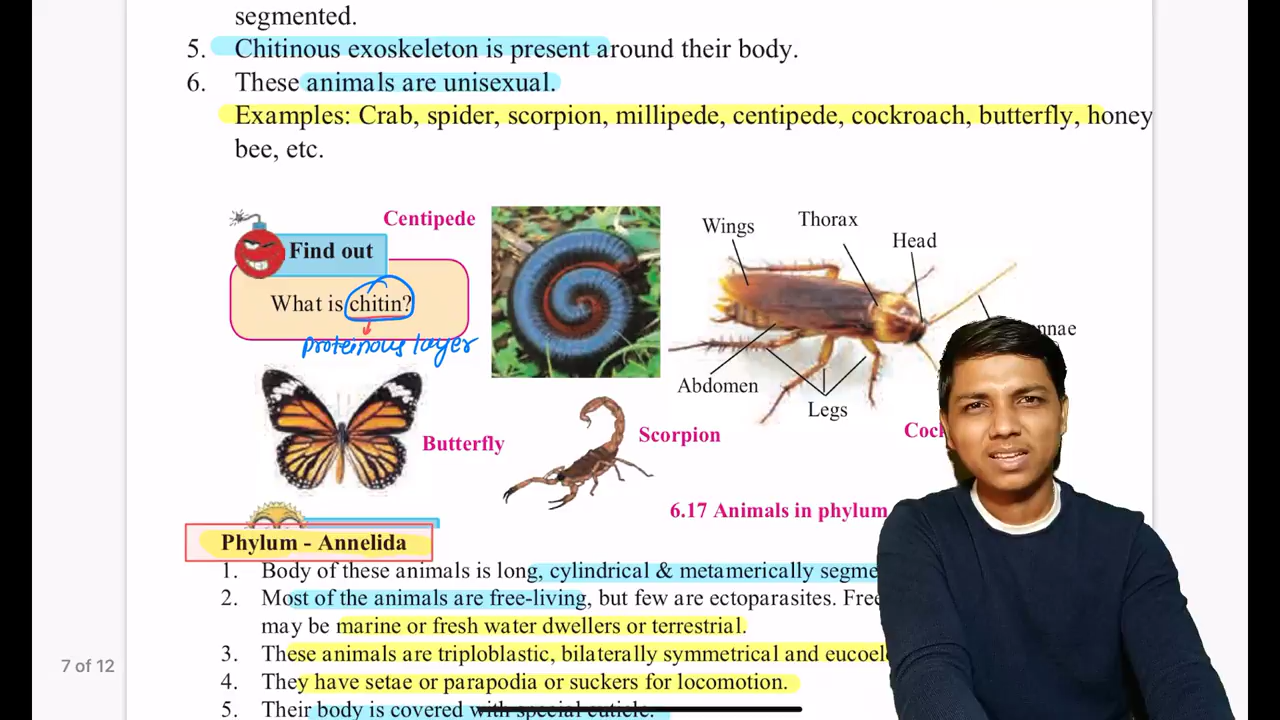 segmented.
5. Chitinous exoskeleton is present around their body.
6. These animals are unisexual.
Examples: Crab, spider, scorpion, millipede, centipede, cockroach, butterfly, honey
bee, etc.
Centipede
Find out
What is chitin?
proteinous layer
Wings
Thorax
Head
Abdomen
Legs
Butterfly
Scorpion
6.17 Animals in phylum
Phylum - Annelida
1. Body of these animals is long, cylindrical & metamerically segme
2. Most of the animals are free-living, but few are ectoparasites. Free
may be marine or fresh water dwellers or terrestrial.
3. These animals are triploblastic, bilaterally symmetrical and eucoel
4. They have setae or parapodia or suckers for locomotion.
5. Their body is covered with special cuticle.
7 of 12